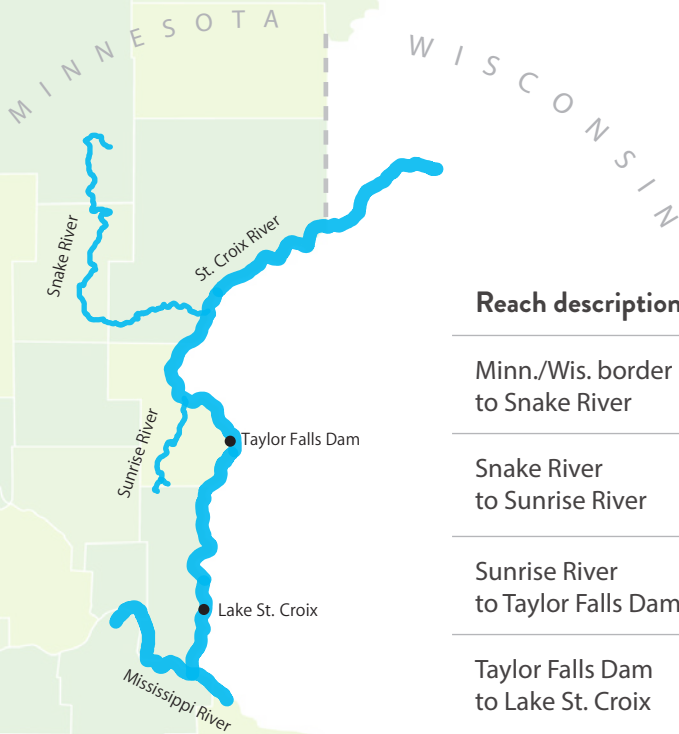 MINNESOTA
WISCONSIN
Snake River
St. Croix River
Sunrise River
Taylor Falls Dam
Lake St. Croix
Mississippi River
Reach description
Minn./Wis. border
to Snake River
Snake River
to Sunrise River
Sunrise River
to Taylor Falls Dam
Taylor Falls Dam
to Lake St. Croix